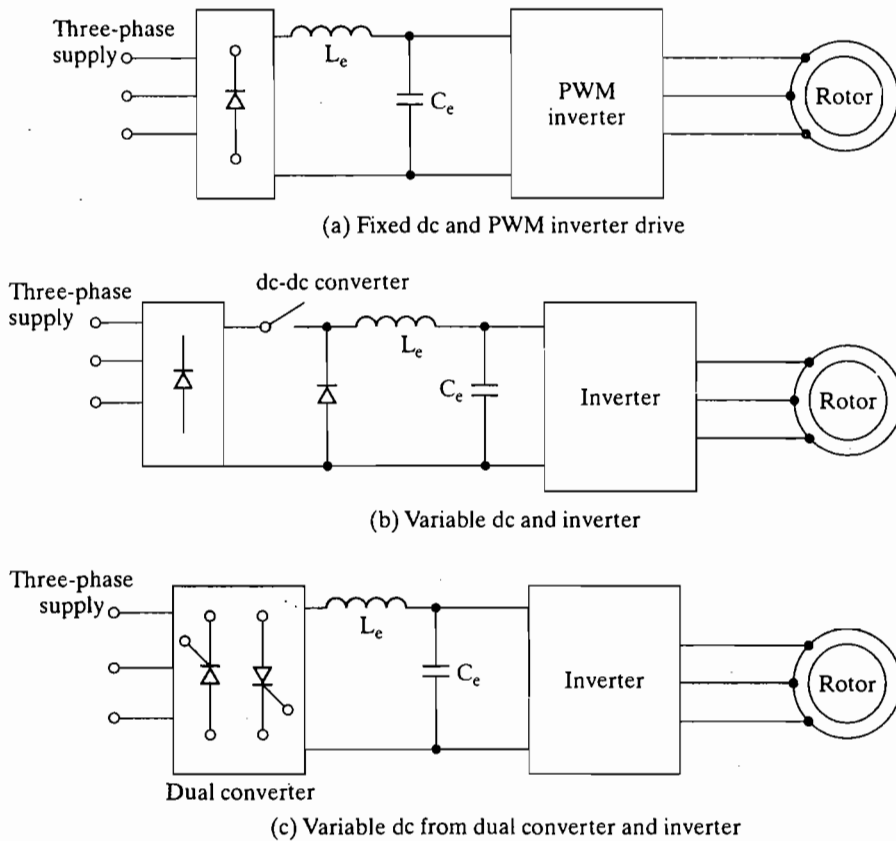 Three-phase
supply
L_e
C_e
PWM
inverter
Rotor
(a) Fixed dc and PWM inverter drive
dc-dc converter
Three-phase
supply
L_e
C_e
Inverter
Rotor
(b) Variable dc and inverter
Three-phase
supply
L_e
C_e
Inverter
Rotor
Dual converter
(c) Variable dc from dual converter and inverter